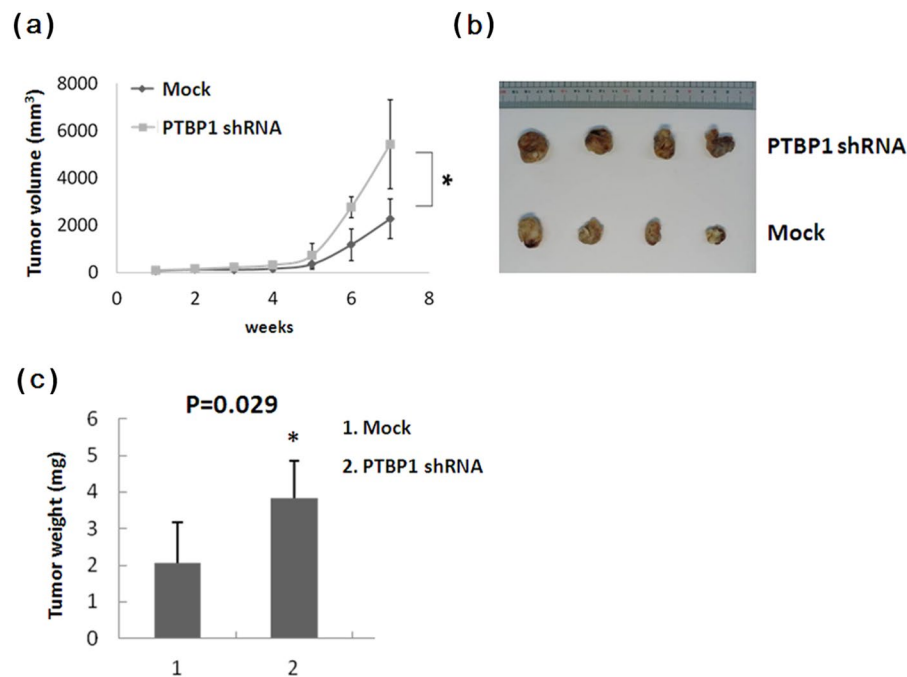 (a)
Tumor volume (mm³)
8000
6000
4000
2000
0
Mock
PTBP1 shRNA
*
0 2 4 6 8
weeks
(b)
PTBP1 shRNA
Mock
(c)
P=0.029
Tumor weight (mg)
6
5
4
3
2
1
0
*
1 2
1. Mock
2. PTBP1 shRNA